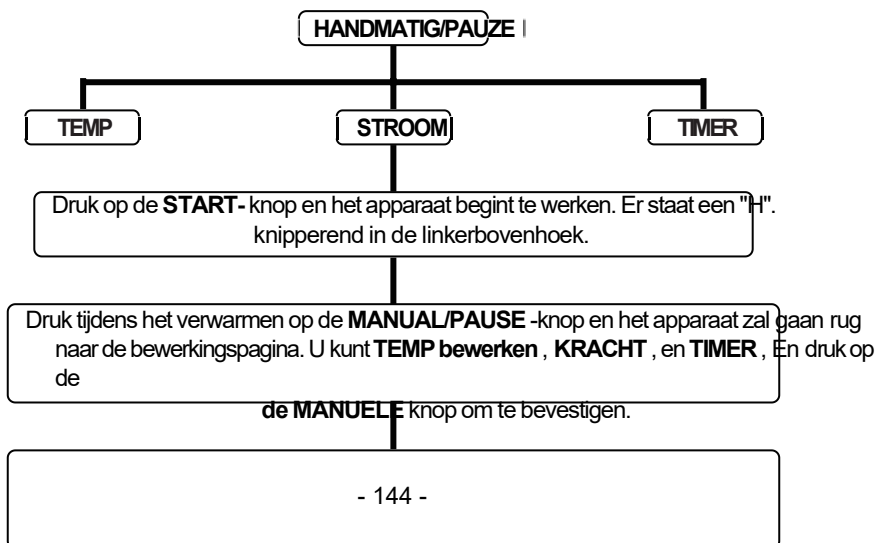 HANDMATIG/PAUZE
TEMP STROOM TIMER
Druk op de START- knop en het apparaat begint te werken. Er staat een "H".
knipperend in de linkerbovenhoek.
Druk tijdens het verwarmen op de MANUAL/PAUSE -knop en het apparaat zal gaan rug
naar de bewerkingspagina. U kunt TEMP bewerken , KRACHT , en TIMER , En druk op
de
de MANUELE knop om te bevestigen.
- 144 -